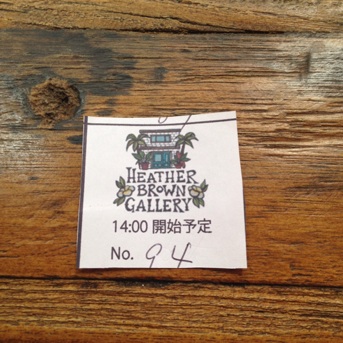 HEATHER
BROWN
GALLERY
14:00 開始予定
No. 94